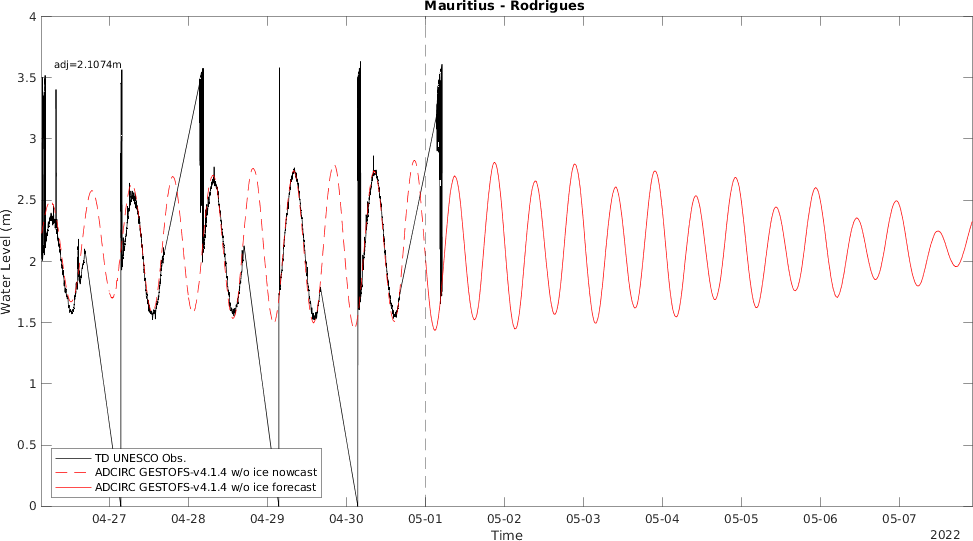 Mauritius - Rodrigues
adj=2.1074m
4
3.5
3
2.5
2
1.5
1
0.5
0
Water Level (m)
TD UNESCO Obs.
ADCIRC GESTOFS-v4.1.4 w/o ice nowcast
ADCIRC GESTOFS-v4.1.4 w/o ice forecast
04-27 04-28 04-29 04-30 05-01 05-02 05-03 05-04 05-05 05-06 05-07
Time
2022